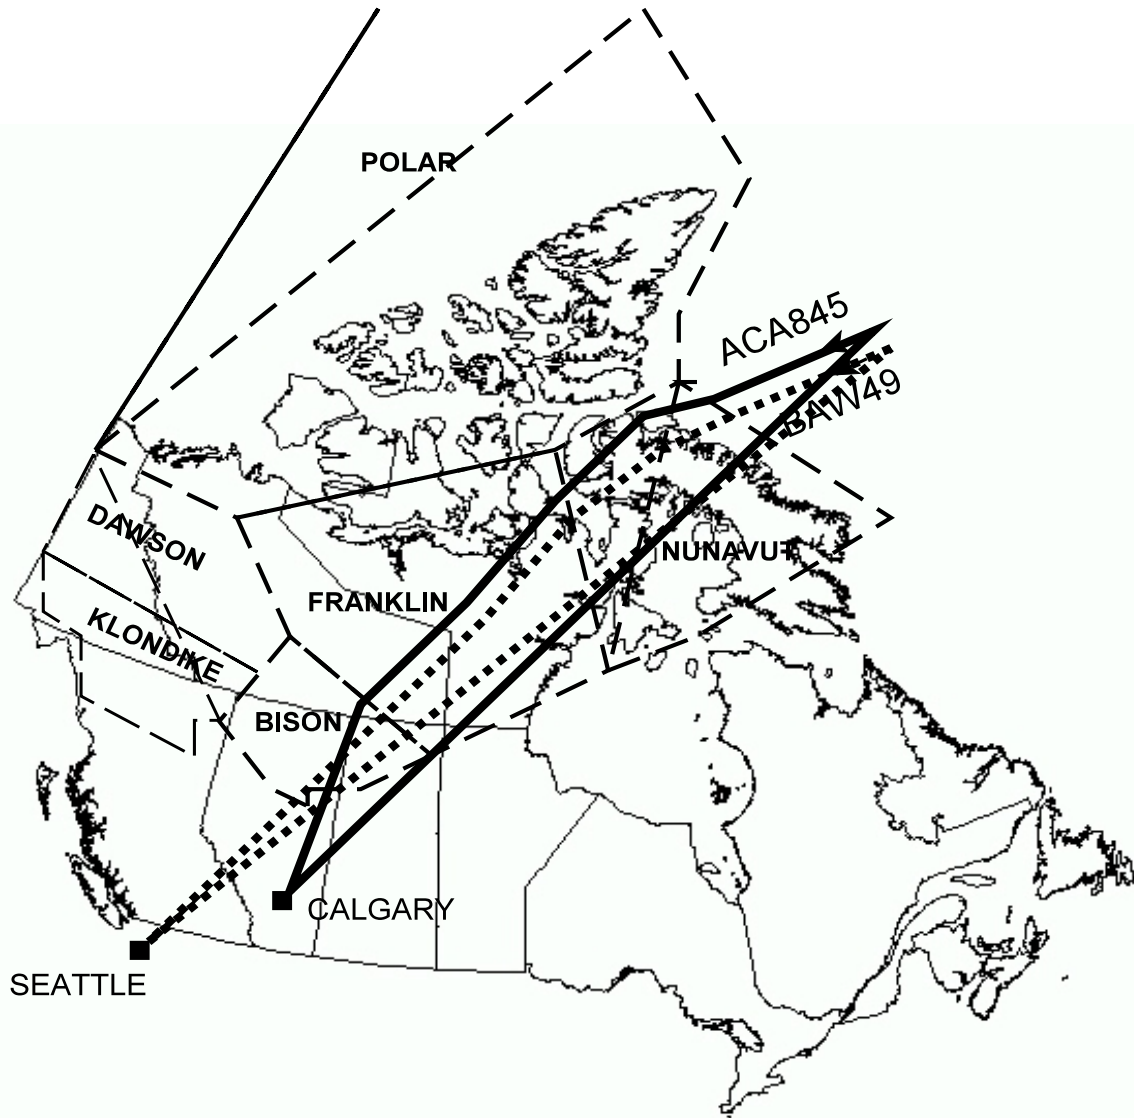 POLAR
ACA845
BAW49
DAWSON
NUNAVUT
FRANKLIN
KLONDIKE
BISON
CALGARY
SEATTLE